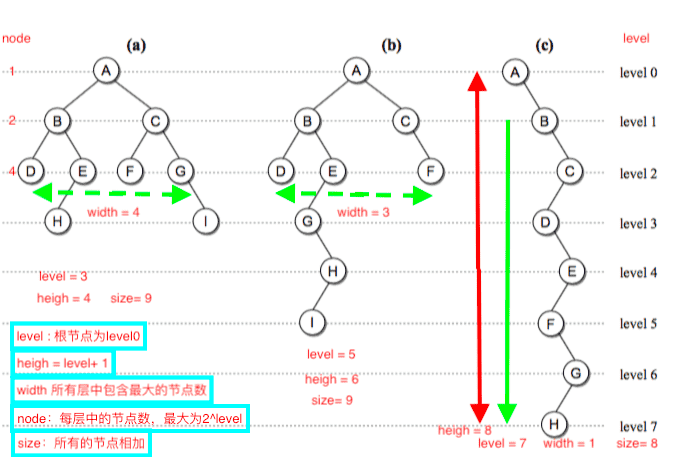 node
(a)
(b)
(c)
level
1
A
A
A
level 0
2
B
C
B
C
B
level 1
4
D
E
F
G
D
E
F
C
level 2
width = 4
width = 3
H
I
G
D
level 3
level = 3
H
E
level 4
heigh = 4
size= 9
I
F
level 5
level : 根节点为level0
level = 5
heigh = level+ 1
heigh = 6
G
level 6
width 所有层中包含最大的节点数
size= 9
node：每层中的节点数，最大为2^level
H
level 7
heigh = 8
size：所有的节点相加
level = 7
width = 1
size= 8